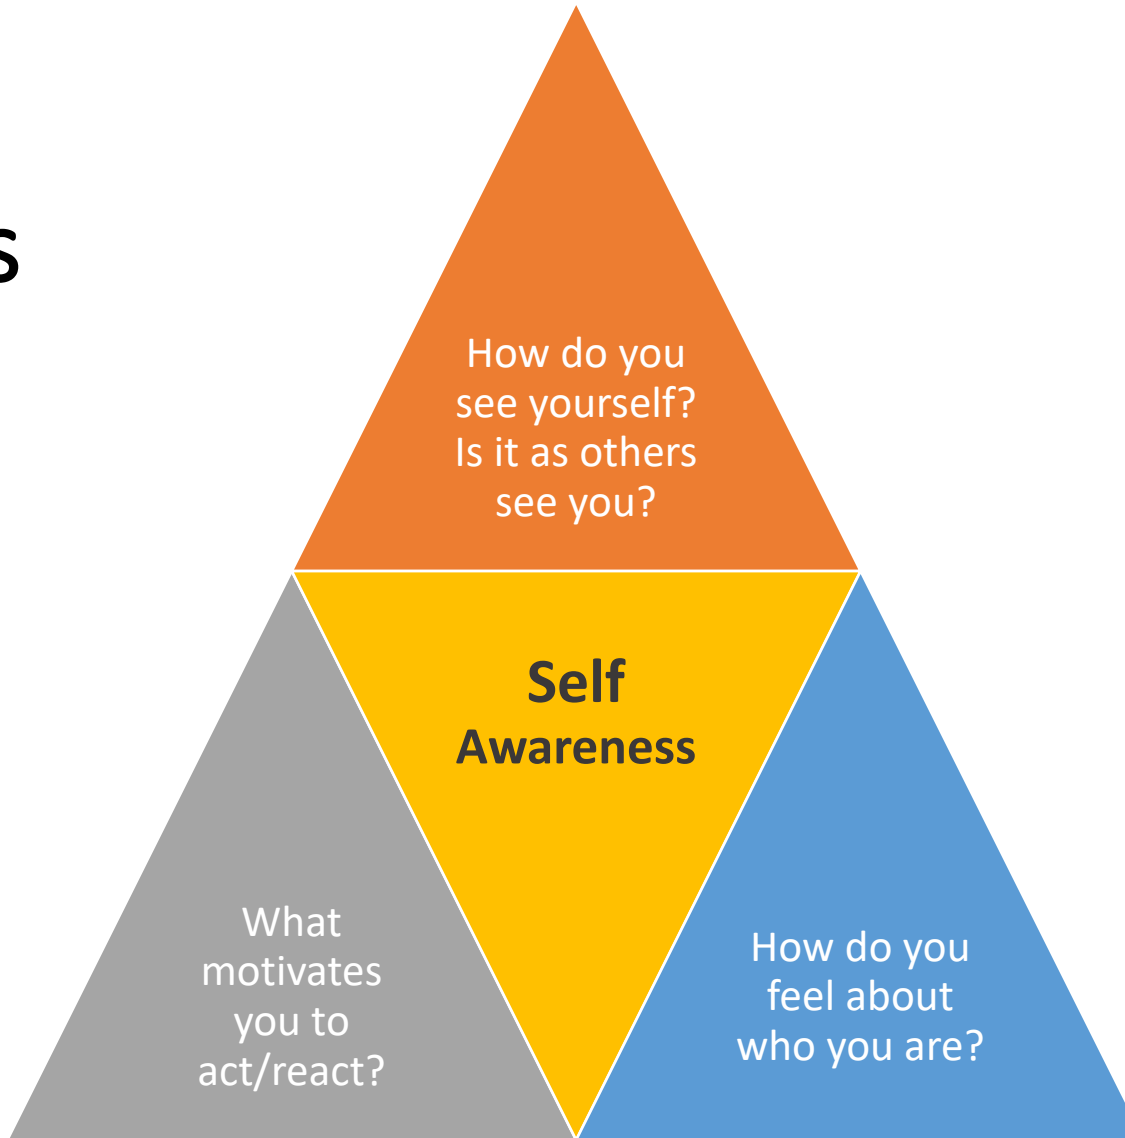 s
How do you
see yourself?
Is it as others
see you?
Self
Awareness
What
motivates
you to
act/react?
How do you
feel about
who you are?